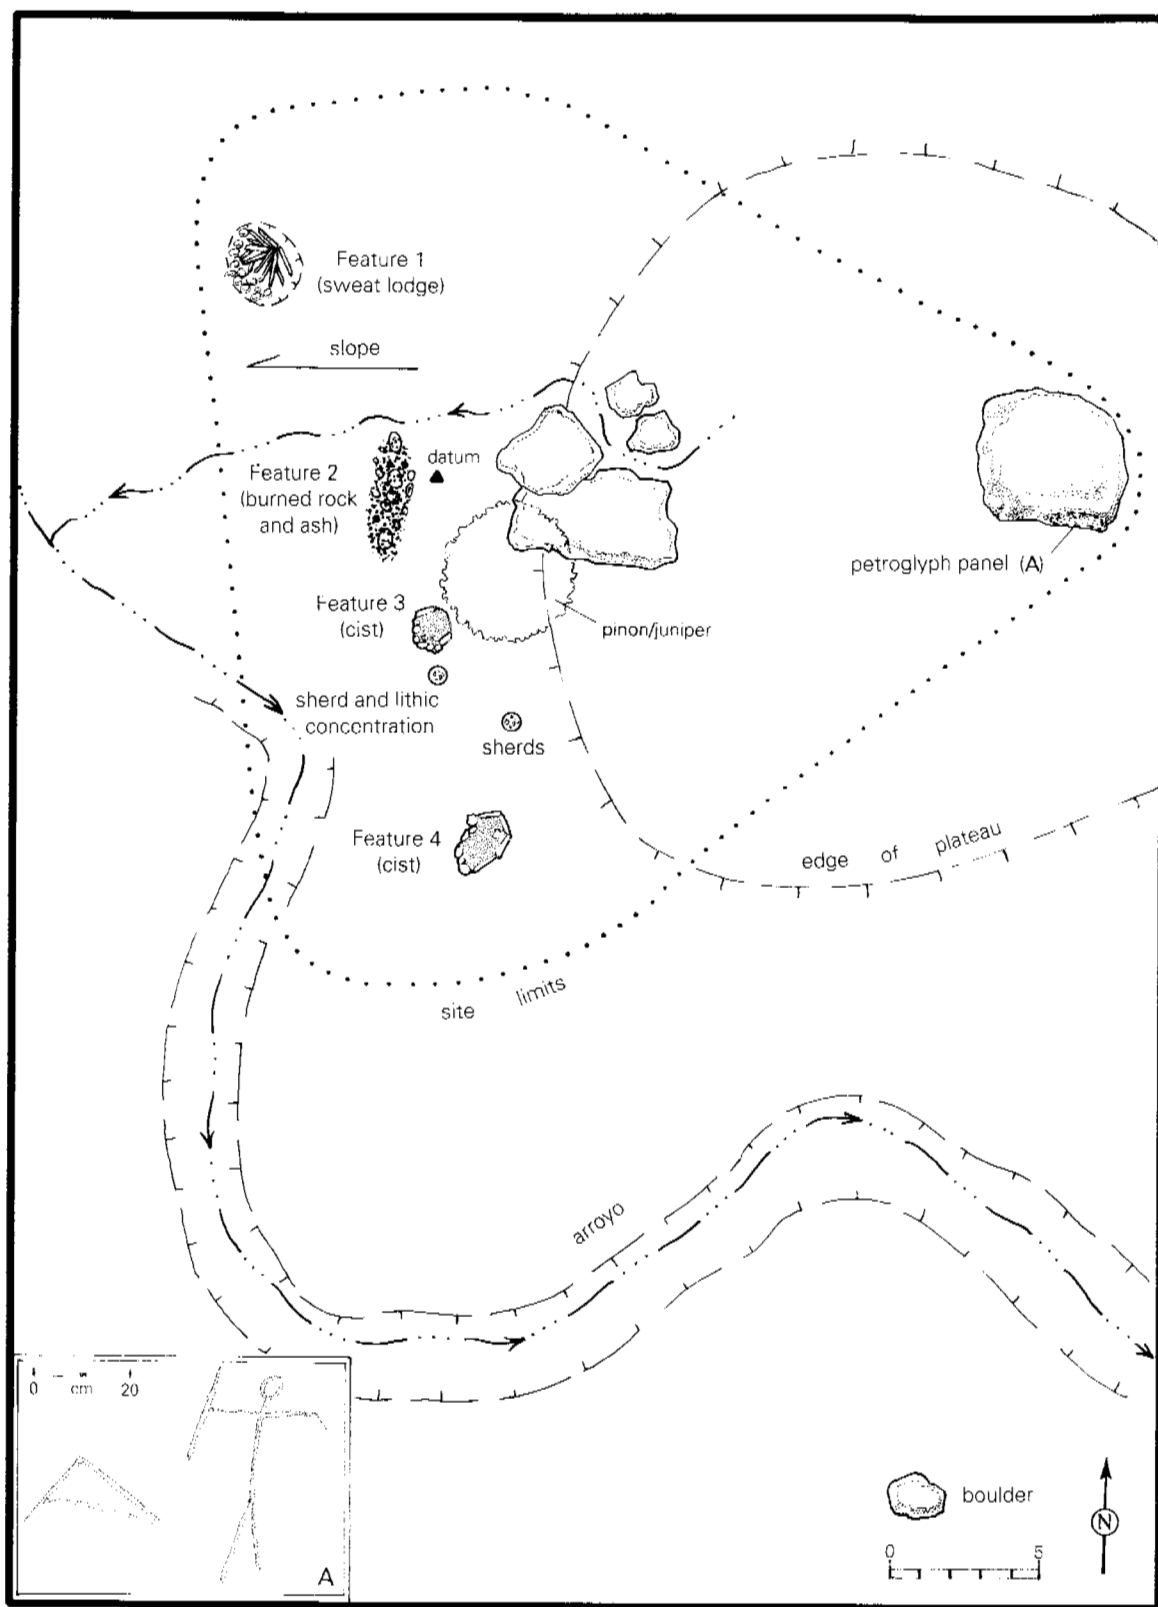 Feature 1
(sweat lodge)
slope
datum
Feature 2
(burned rock
and ash)
petroglyph panel (A)
Feature 3
(cist)
pinon/juniper
sherd and lithic
concentration
sherds
Feature 4
(cist)
edge of plateau
site limits
arroyo
0 cm 20
A
boulder
N
0 5